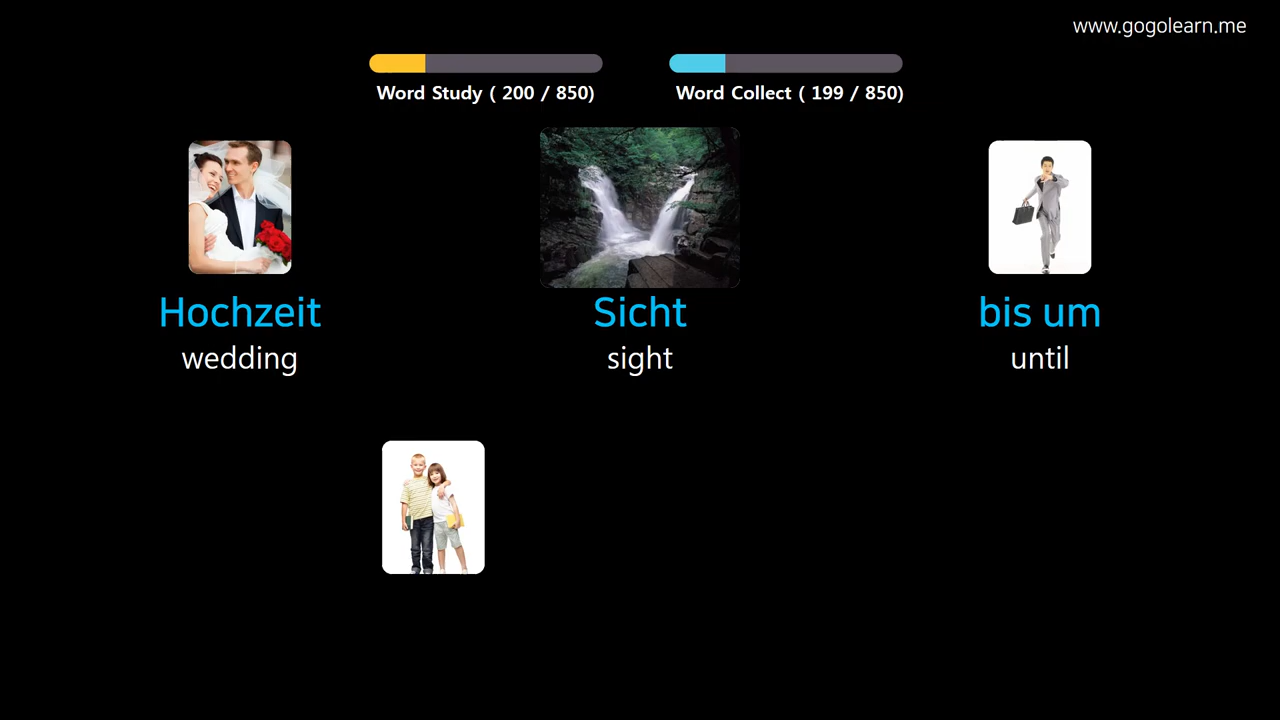 www.gogolearn.me
Word Study ( 200 / 850)
Word Collect ( 199 / 850)
Hochzeit
wedding
Sicht
sight
bis um
until